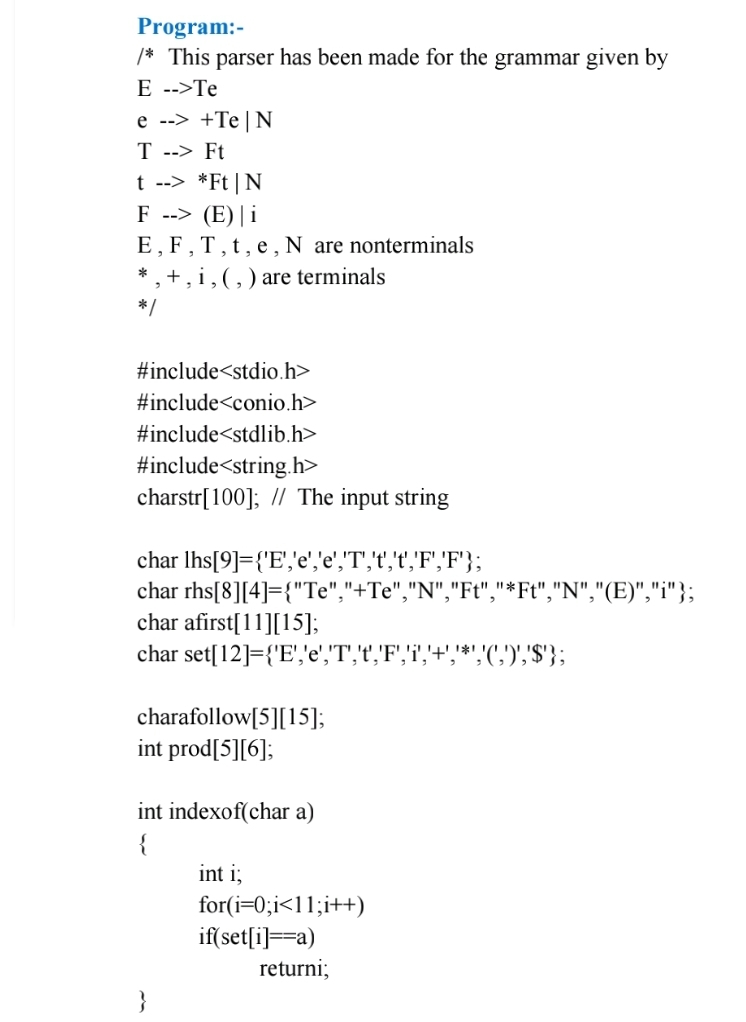 Program:-
/* This parser has been made for the grammar given by
E -->Te
e --> +Te | N
T --> Ft
t --> *Ft | N
F --> (E) | i
E , F , T , t , e , N are nonterminals
* , + , i , ( , ) are terminals
*/
#include<stdio.h>
#include<conio.h>
#include<stdlib.h>
#include<string.h>
charstr[100]; // The input string
char lhs[9]={'E','e','e','T','t','t','F','F'};
char rhs[8][4]={"Te","+Te","N","Ft","*Ft","N","(E)","i"};
char afirst[11][15];
char set[12]={'E','e','T','t','F','i','+','*','(',')','$'};
charafollow[5][15];
int prod[5][6];
int indexof(char a)
{
int i;
for(i=0;i<11;i++)
if(set[i]==a)
returni;
}